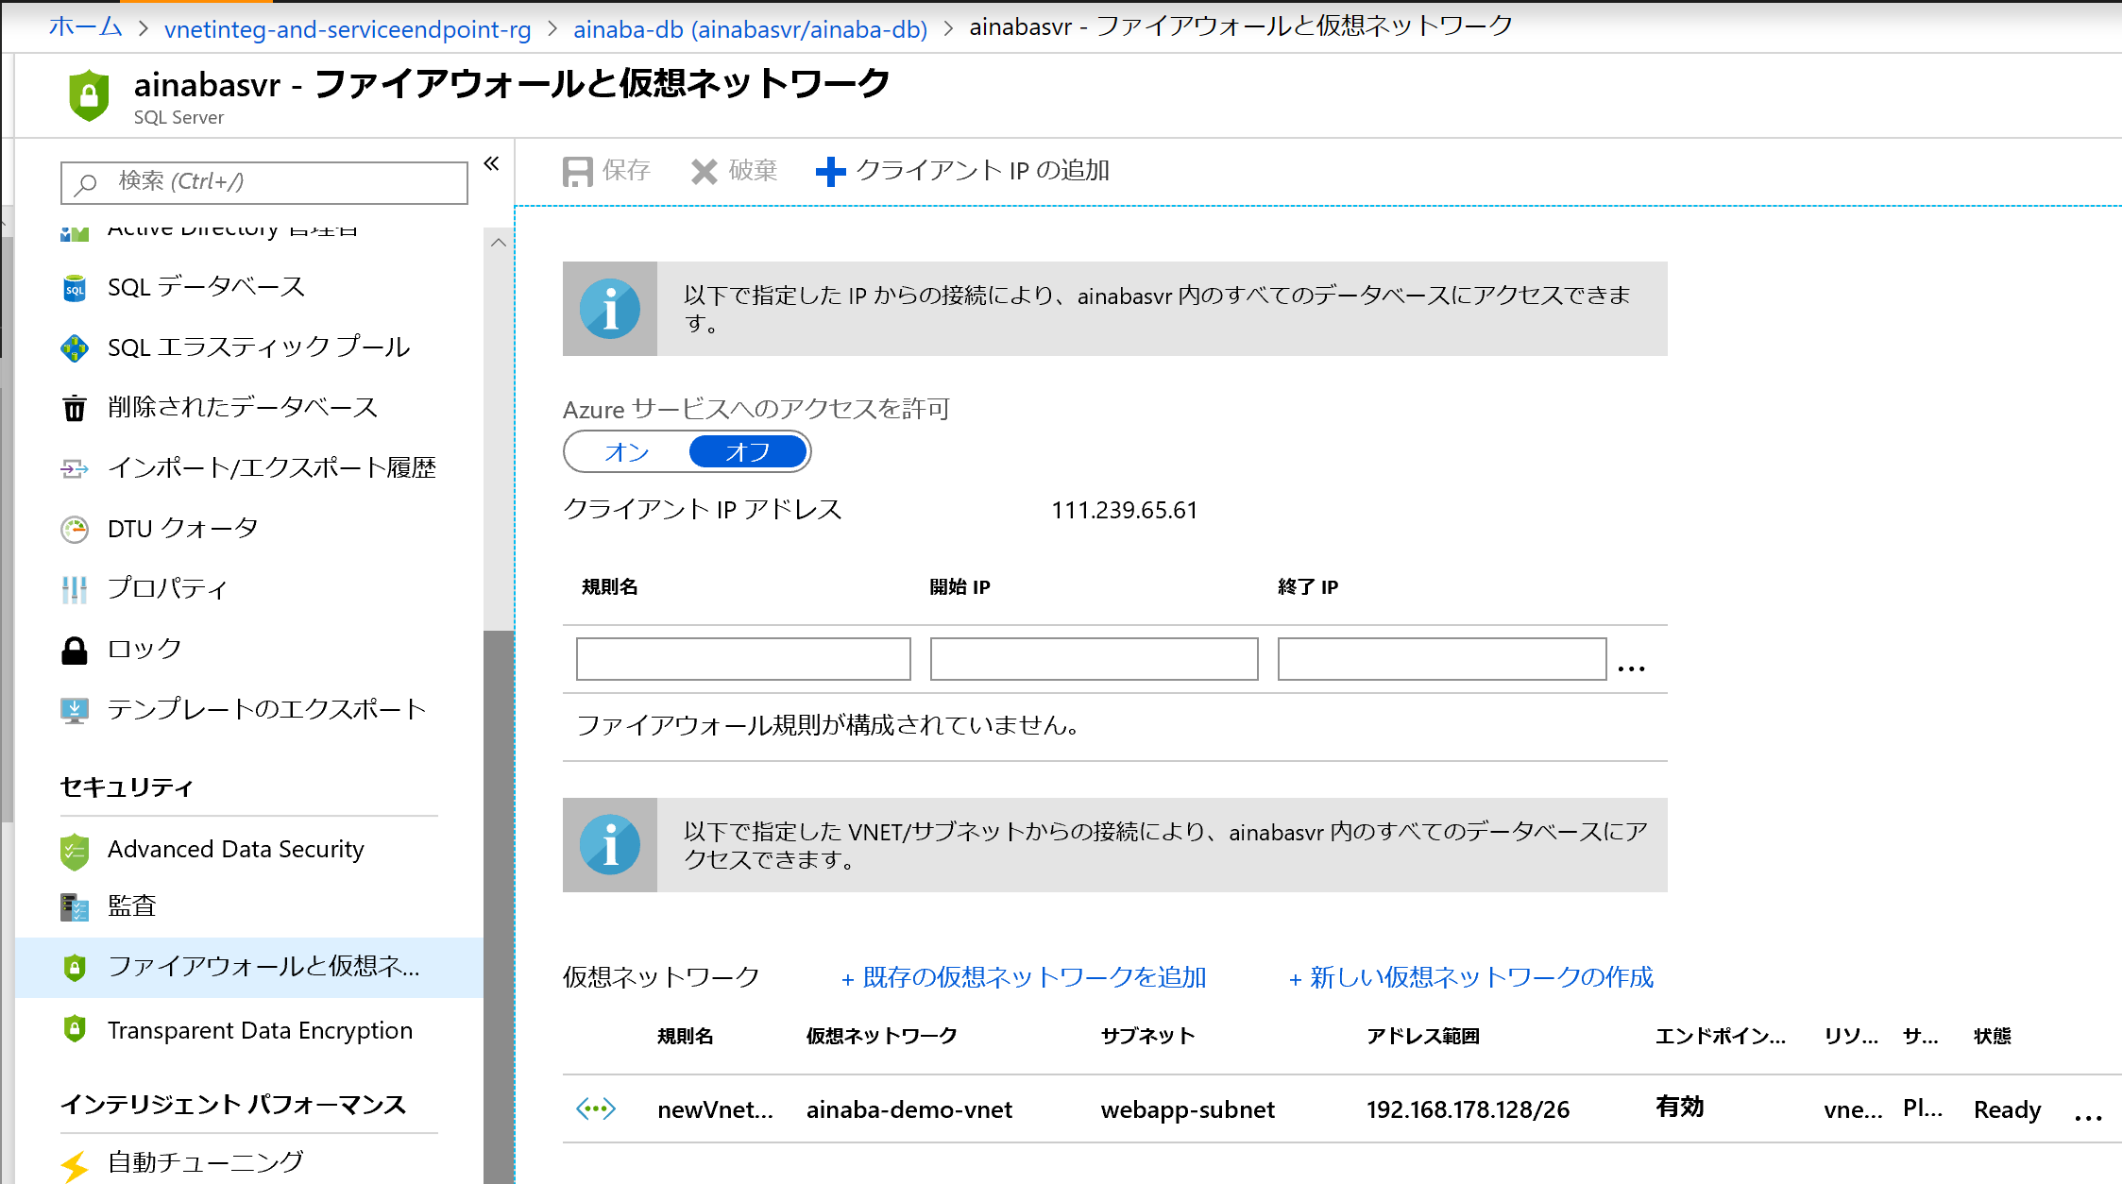 ホーム > vnetinteg-and-serviceendpoint-rg > ainaba-db (ainabasvr/ainaba-db) > ainabasvr - ファイアウォールと仮想ネットワーク
ainabasvr - ファイアウォールと仮想ネットワーク
SQL Server
検索 (Ctrl+/)
«
Active Directory 管理者
SQL データベース
SQL エラスティック プール
削除されたデータベース
インポート/エクスポート履歴
DTU クォータ
プロパティ
ロック
テンプレートのエクスポート
セキュリティ
Advanced Data Security
監査
ファイアウォールと仮想ネ...
Transparent Data Encryption
インテリジェント パフォーマンス
自動チューニング
保存 破棄 クライアント IP の追加
以下で指定した IP からの接続により、ainabasvr 内のすべてのデータベースにアクセスできま
す。
Azure サービスへのアクセスを許可
オン オフ
クライアント IP アドレス 111.239.65.61
規則名 開始 IP 終了 IP
...
ファイアウォール規則が構成されていません。
以下で指定した VNET/サブネットからの接続により、ainabasvr 内のすべてのデータベースにア
クセスできます。
仮想ネットワーク + 既存の仮想ネットワークを追加 + 新しい仮想ネットワークの作成
規則名 仮想ネットワーク サブネット アドレス範囲 エンドポイン... リソ... サ... 状態
newVnet... ainaba-demo-vnet webapp-subnet 192.168.178.128/26 有効 vne... Pl... Ready ...